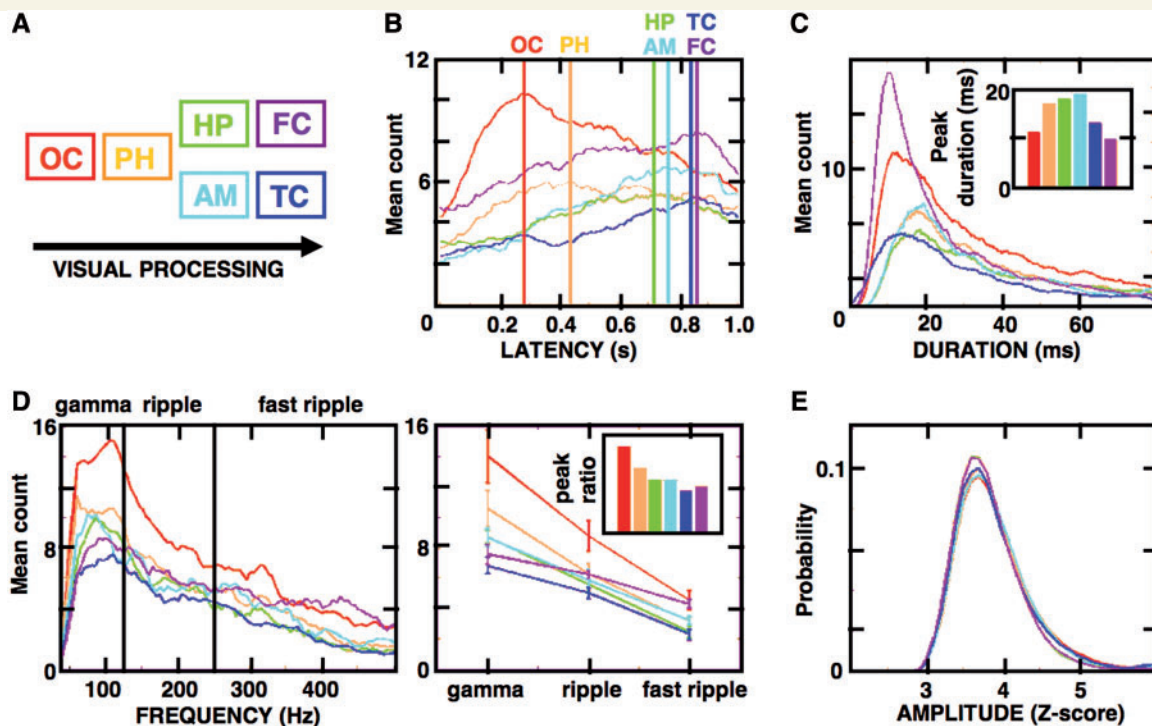 A
OC PH HP FC
AM TC
VISUAL PROCESSING
B
OC PH HP TC
AM FC
Mean count
12
6
0
0 0.2 0.4 0.6 0.8 1.0
LATENCY (s)
C
Mean count
10
0
0 20 40 60
DURATION (ms)
Peak
duration (ms)
20
0
D
gamma ripple fast ripple
Mean count
16
8
4
0
100 200 300 400
FREQUENCY (Hz)
16
8
4
0
gamma ripple fast ripple
peak
ratio
E
Probability
0.1
0
3 4 5
AMPLITUDE (Z-score)